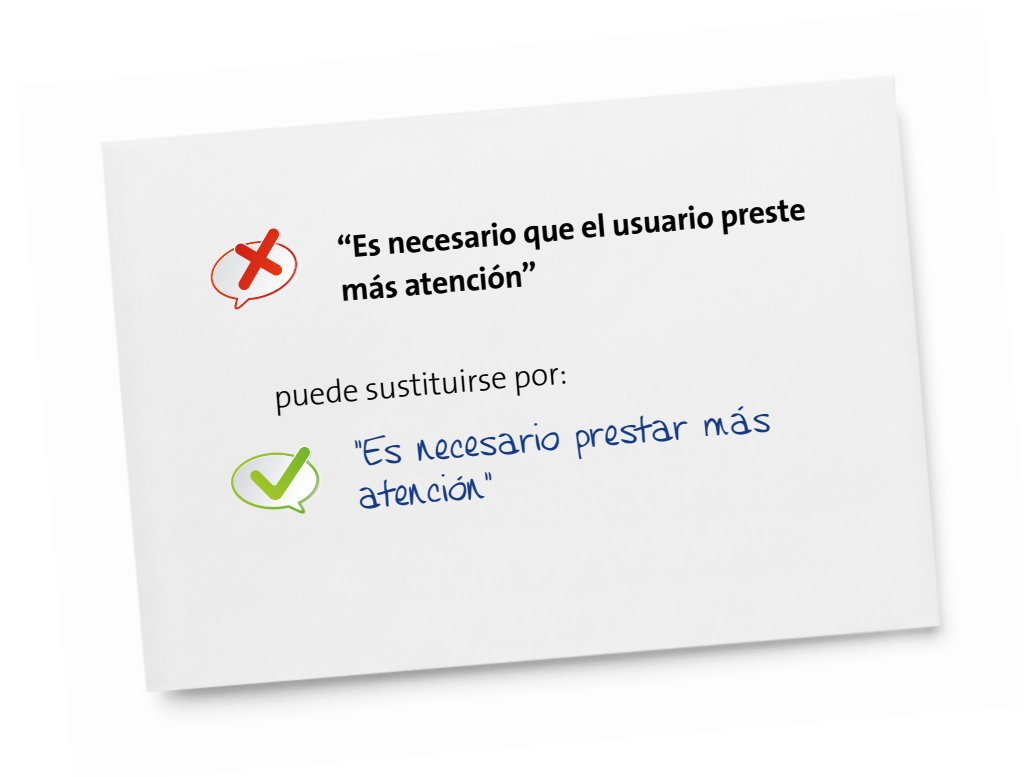 “Es necesario que el usuario preste
más atención”
puede sustituirse por:
"Es necesario prestar más
atención"